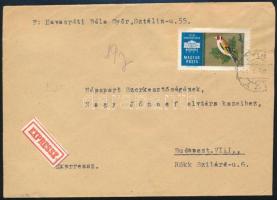 F: Havasréti Béla Győr,Sztálin-u.55.
MAGYAR
POSTA
Népsport Szerkesztőségének,
Nagy József elvtárs kezeihez,
EXPRESSZ
Expressz.
Budapest.VIII.,
Rökk Szilárd-u.6.